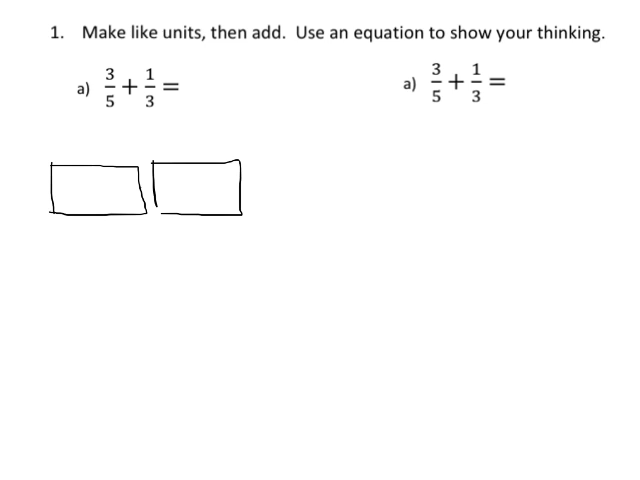 1. Make like units, then add. Use an equation to show your thinking.
a) 3/5 + 1/3 = a) 3/5 + 1/3 =